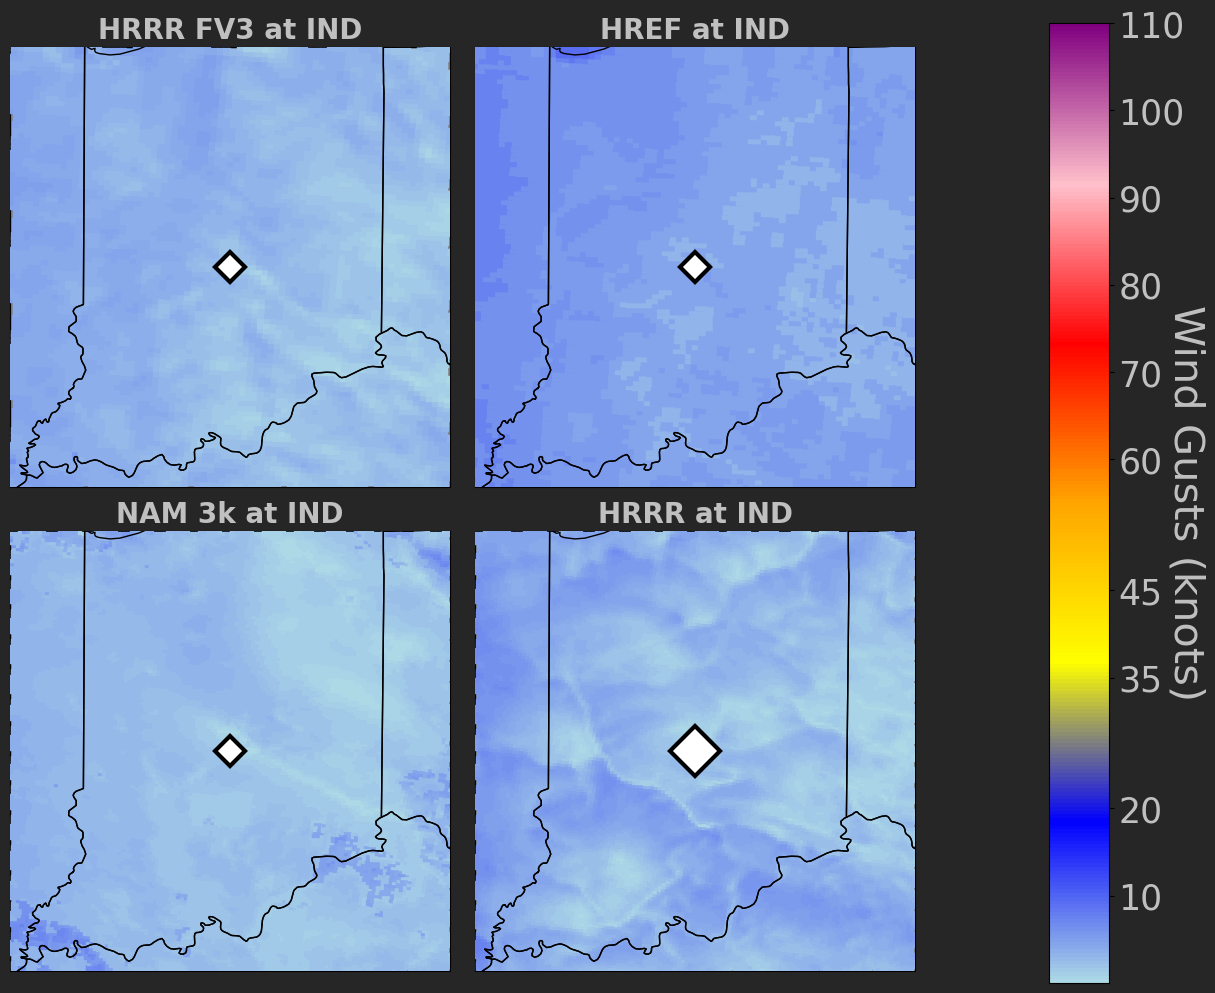 HRRR FV3 at IND
HREF at IND
NAM 3k at IND
HRRR at IND
110
100
90
80
70
60
45
35
20
10
Wind Gusts (knots)